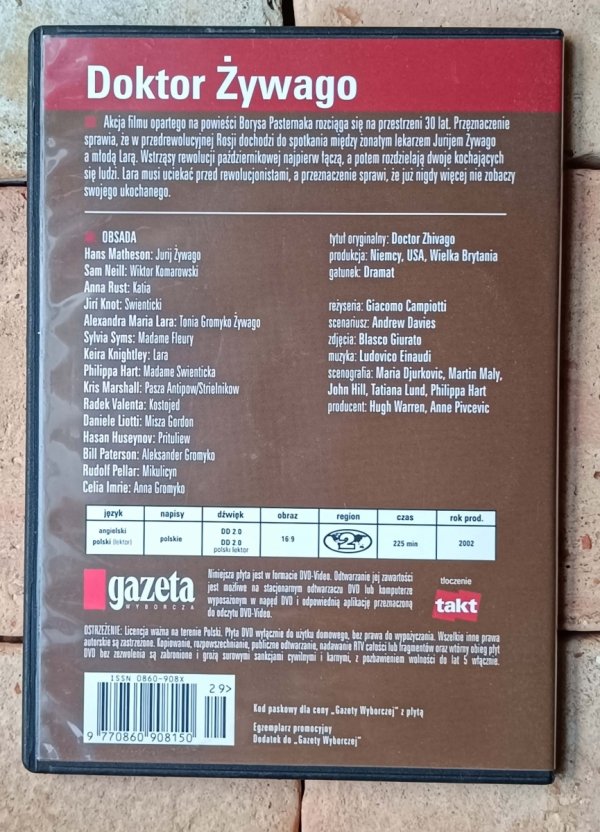 Doktor Żywago
Akcja filmu opartego na powieści Borysa Pasternaka rozciąga się na przestrzeni 30 lat. Przeznaczenie
sprawia, że w przedrewolucyjnej Rosji dochodzi do spotkania między żonatym lekarzem Jurijem Żywago
a młodą Larą. Wstrząsy rewolucji październikowej najpierw łączą, a potem rozdzielają dwoje kochających
się ludzi. Lara musi uciekać przed rewolucjonistami, a przeznaczenie sprawi, że już nigdy więcej nie zobaczy
swojego ukochanego.
OBSADA
Hans Matheson: Jurij Żywago
Sam Neill: Wiktor Komarowski
Anna Rust: Katia
Jiri Knot: Swienticki
Alexandra Maria Lara: Tonia Gromyko Żywago
Sylvia Syms: Madame Fleury
Keira Knightley: Lara
Philippa Hart: Madame Swienticka
Kris Marshall: Pasza Antipow/Strielnikow
Radek Valenta: Kostojed
Daniele Liotti: Misza Gordon
Hasan Huseynov: Prituliew
Bill Paterson: Aleksander Gromyko
Rudolf Pellar: Mikulicyn
Celia Imrie: Anna Gromyko
tytuł oryginalny: Doctor Zhivago
produkcja: Niemcy, USA, Wielka Brytania
gatunek: Dramat
reżyseria: Giacomo Campiotti
scenariusz: Andrew Davies
zdjęcia: Blasco Giurato
muzyka: Ludovico Einaudi
scenografia: Maria Djurkovic, Martin Maly,
John Hill, Tatiana Lund, Philippa Hart
producent: Hugh Warren, Anne Pivcevic
język napisy dźwięk obraz region czas rok prod.
angielski
polski (lektor)
polskie
DD 2.0
DD 2.0
polski lektor
16:9
2
225 min
2002
gazeta
WYBORCZA
Niniejsza płyta jest w formacie DVD-Video. Odtwarzanie jej zawartości
jest możliwe na stacjonarnym odtwarzaczu DVD lub komputerze
wyposażonym w napęd DVD i odpowiednią aplikację przeznaczoną
do odczytu DVD-Video.
tłoczenie
takt
OSTRZEŻENIE: Licencja ważna na terenie Polski. Płyta DVD wyłącznie do użytku domowego, bez prawa do wypożyczania. Wszelkie inne prawa
autorskie są zastrzeżone. Kopiowanie, rozpowszechnianie, publiczne odtwarzanie, nadawanie RTV całości lub fragmentów oraz wtórny obieg płyt
DVD bez zezwolenia są zabronione i grożą surowymi sankcjami cywilnymi i karnymi, z pozbawieniem wolności do lat 5 włącznie.
ISSN 0860-908X
29>
9 770860 908150
Kod paskowy dla ceny „Gazety Wyborczej" z płytą
Egzemplarz promocyjny
Dodatek do „Gazety Wyborczej"